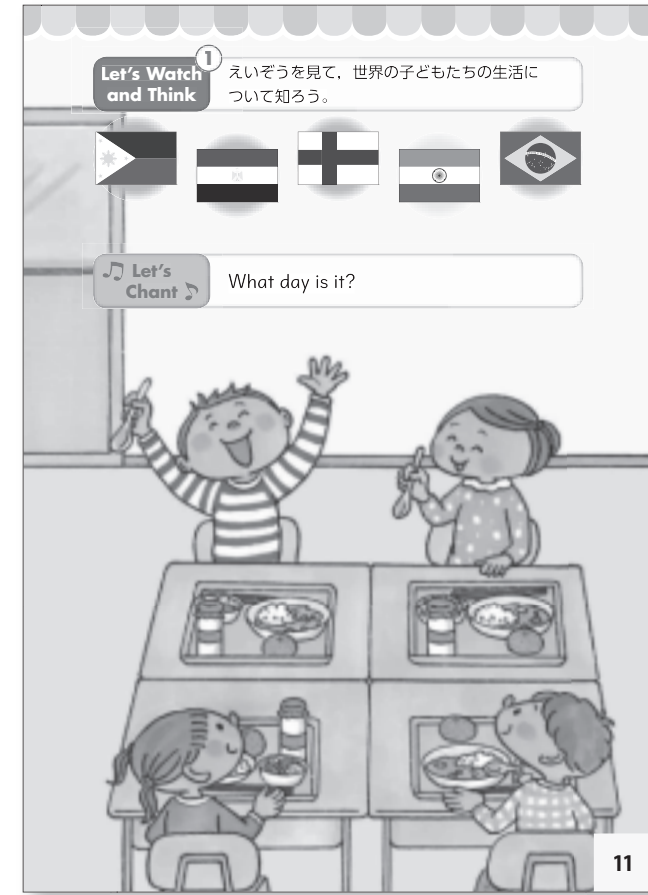 Let's Watch
and Think
1
えいぞうを見て，世界の子どもたちの生活に
ついて知ろう。
Let's
Chant
What day is it?
11